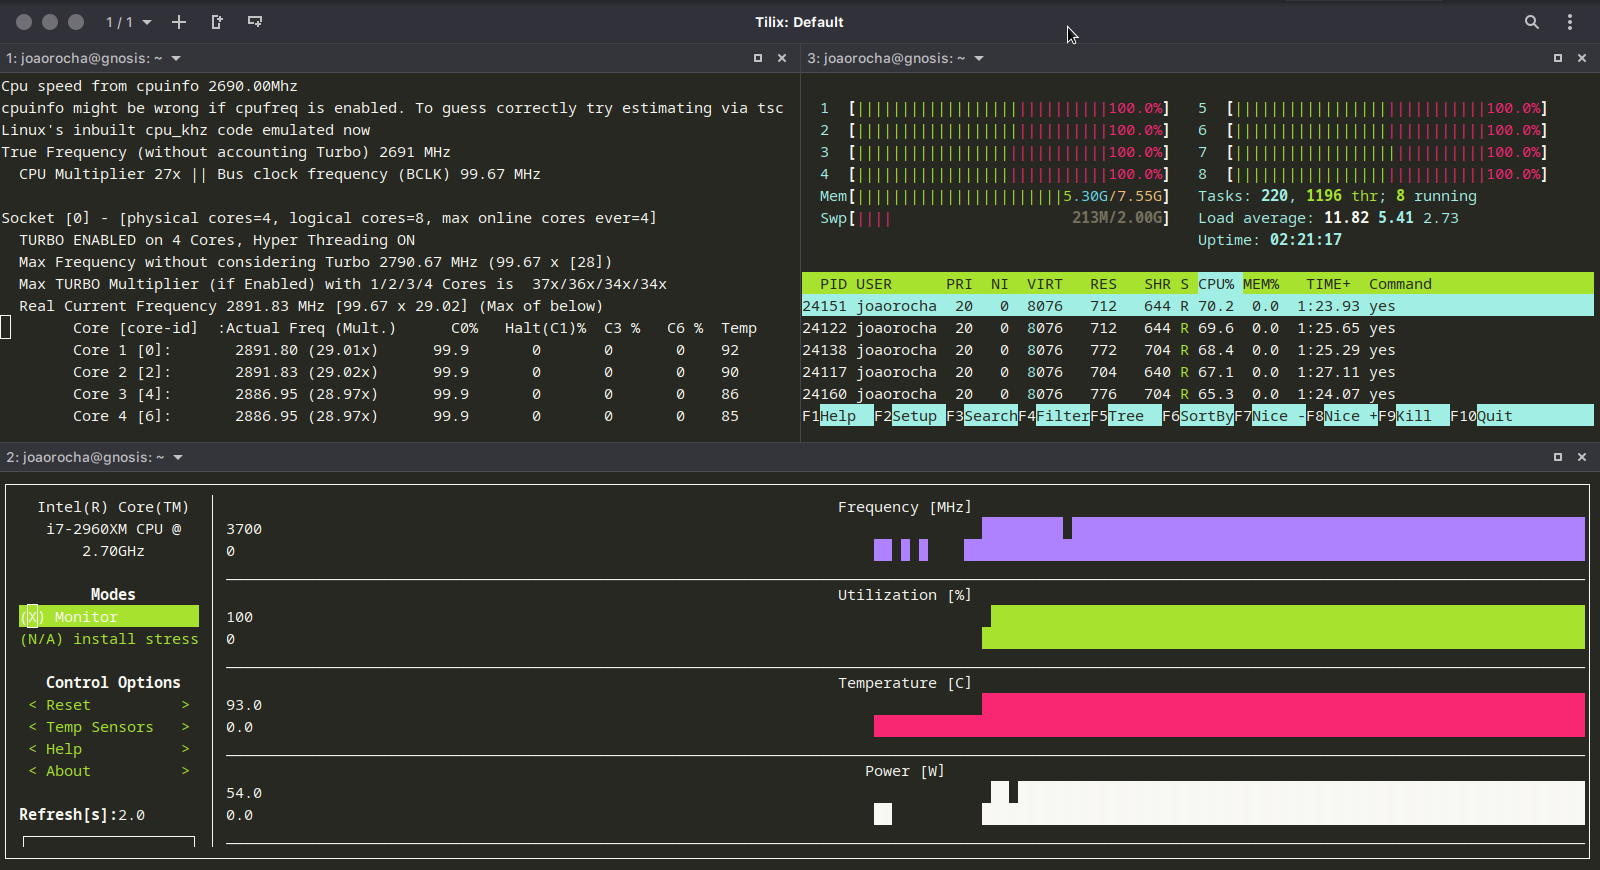 1 / 1
Tilix: Default
1: joaorocha@gnosis: ~
Cpu speed from cpuinfo 2690.00Mhz
cpuinfo might be wrong if cpufreq is enabled. To guess correctly try estimating via tsc
Linux's inbuilt cpu_khz code emulated now
True Frequency (without accounting Turbo) 2691 MHz
CPU Multiplier 27x || Bus clock frequency (BCLK) 99.67 MHz
Socket [0] - [physical cores=4, logical cores=8, max online cores ever=4]
TURBO ENABLED on 4 Cores, Hyper Threading ON
Max Frequency without considering Turbo 2790.67 MHz (99.67 x [28])
Max TURBO Multiplier (if Enabled) with 1/2/3/4 Cores is  37x/36x/34x/34x
Real Current Frequency 2891.83 MHz [99.67 x 29.02] (Max of below)
Core [core-id]  :Actual Freq (Mult.)      C0%   Halt(C1)%  C3 %   C6 %  Temp
Core 1 [0]:       2891.80 (29.01x)      99.9       0       0       0    92
Core 2 [2]:       2891.83 (29.02x)      99.9       0       0       0    90
Core 3 [4]:       2886.95 (28.97x)      99.9       0       0       0    86
Core 4 [6]:       2886.95 (28.97x)      99.9       0       0       0    85
3: joaorocha@gnosis: ~
1  [||||||||||||||||||||||||||||100.0%]   5  [||||||||||||||||||||||||||||100.0%]
2  [||||||||||||||||||||||||||||100.0%]   6  [||||||||||||||||||||||||||||100.0%]
3  [||||||||||||||||||||||||||||100.0%]   7  [||||||||||||||||||||||||||||100.0%]
4  [||||||||||||||||||||||||||||100.0%]   8  [||||||||||||||||||||||||||||100.0%]
Mem[|||||||||||||||||||||||5.30G/7.55G]   Tasks: 220, 1196 thr; 8 running
Swp[||||                    213M/2.00G]   Load average: 11.82 5.41 2.73
Uptime: 02:21:17
PID USER      PRI  NI  VIRT   RES   SHR S CPU% MEM%   TIME+  Command
24151 joaorocha  20   0  8076   712   644 R 70.2  0.0  1:23.93 yes
24122 joaorocha  20   0  8076   712   644 R 69.6  0.0  1:25.65 yes
24138 joaorocha  20   0  8076   772   704 R 68.4  0.0  1:25.29 yes
24117 joaorocha  20   0  8076   704   640 R 67.1  0.0  1:27.11 yes
24160 joaorocha  20   0  8076   776   704 R 65.3  0.0  1:24.07 yes
F1Help  F2Setup F3SearchF4FilterF5Tree  F6SortByF7Nice -F8Nice +F9Kill  F10Quit
2: joaorocha@gnosis: ~
Intel(R) Core(TM)
i7-2960XM CPU @
2.70GHz
Modes
(X) Monitor
(N/A) install stress
Control Options
< Reset          >
< Temp Sensors   >
< Help           >
< About          >
Refresh[s]:2.0
Frequency [MHz]
3700
0
Utilization [%]
100
0
Temperature [C]
93.0
0.0
Power [W]
54.0
0.0